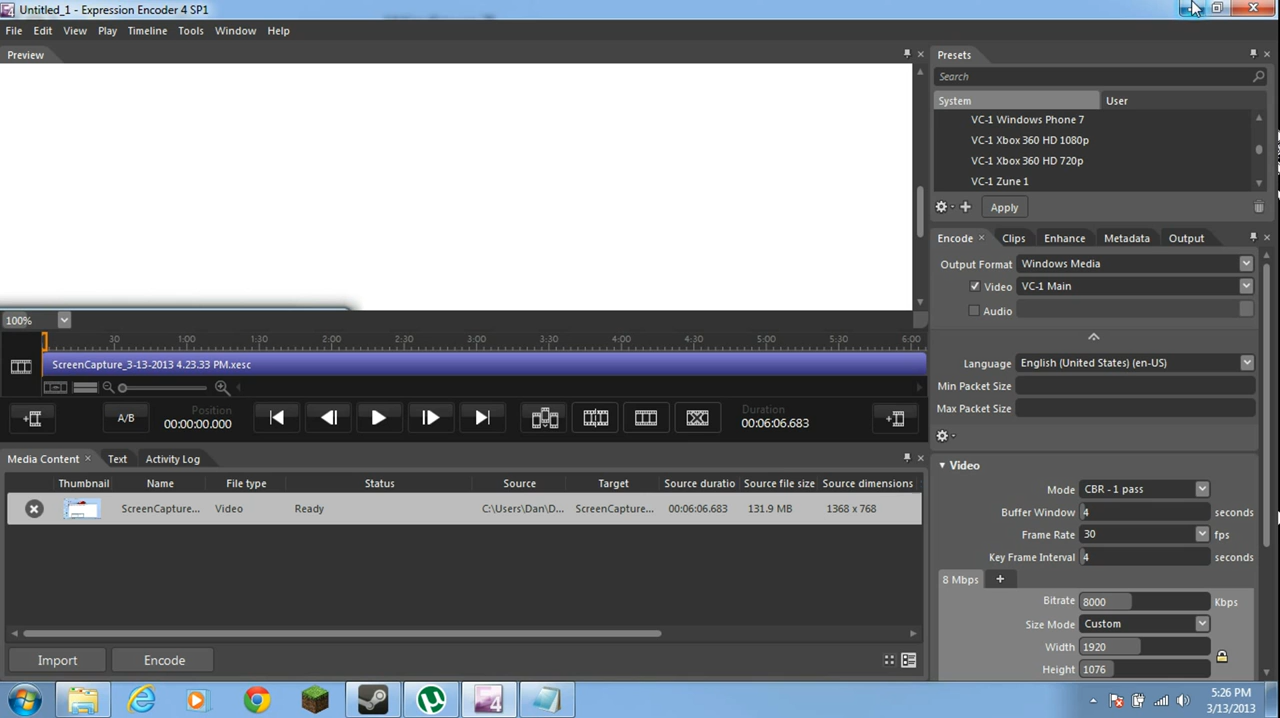 Untitled_1 - Expression Encoder 4 SP1
File Edit View Play Timeline Tools Window Help
Preview
100%
30 1:00 1:30 2:00 2:30 3:00 3:30 4:00 4:30 5:00 5:30 6:00
ScreenCapture_3-13-2013 4.23.33 PM.xesc
A/B
Position
00:00:00.000
Duration
00:06:06.683
Media Content Text Activity Log
Thumbnail Name File type Status Source Target Source duratio Source file size Source dimensions
ScreenCapture... Video Ready C:\Users\Dan\D... ScreenCapture... 00:06:06.683 131.9 MB 1368 x 768
Import Encode
Presets
Search
System User
VC-1 Windows Phone 7
VC-1 Xbox 360 HD 1080p
VC-1 Xbox 360 HD 720p
VC-1 Zune 1
Apply
Encode Clips Enhance Metadata Output
Output Format Windows Media
Video VC-1 Main
Audio
Language English (United States) (en-US)
Min Packet Size
Max Packet Size
Video
Mode CBR - 1 pass
Buffer Window 4 seconds
Frame Rate 30 fps
Key Frame Interval 4 seconds
8 Mbps +
Bitrate 8000 Kbps
Size Mode Custom
Width 1920
Height 1076
5:26 PM
3/13/2013